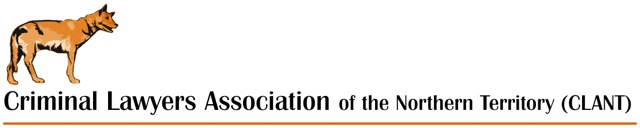 Criminal Lawyers Association of the Northern Territory (CLANT)